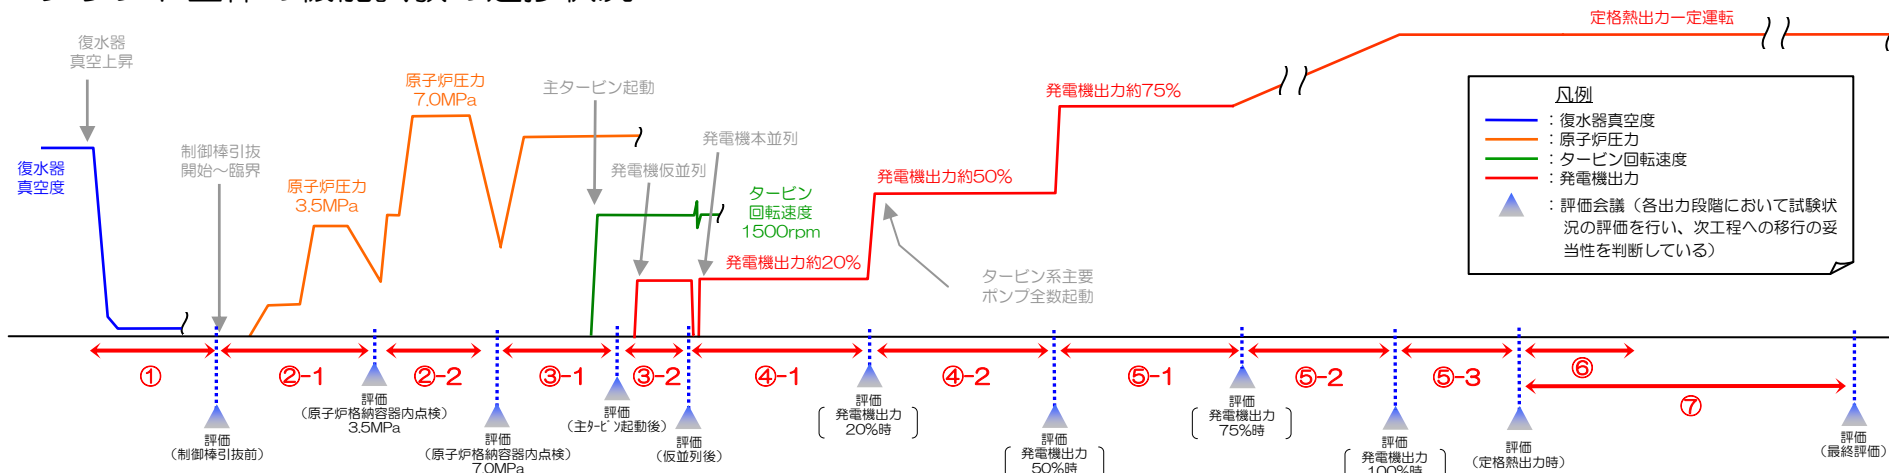 定格熱出力一定運転
復水器
真空上昇
原子炉圧力
7.0MPa
主タービン起動
発電機出力約75%
凡例
：復水器真空度
：原子炉圧力
：タービン回転速度
：発電機出力
：評価会議（各出力段階において試験状
況の評価を行い、次工程への移行の妥
当性を判断している）
復水器
真空度
制御棒引抜
開始～臨界
原子炉圧力
3.5MPa
発電機本並列
発電機仮並列
タービン
回転速度
1500rpm
発電機出力約50%
発電機出力約20%
タービン系主要
ポンプ全数起動
①
②-1
②-2
③-1
③-2
④-1
④-2
⑤-1
⑤-2
⑤-3
⑥
⑦
評価
（制御棒引抜前）
評価
（原子炉格納容器内点検）
3.5MPa
評価
（原子炉格納容器内点検）
7.0MPa
評価
（主ﾀｰﾋﾞﾝ起動後）
評価
（仮並列後）
評価
発電機出力
20%時
評価
発電機出力
50%時
評価
発電機出力
75%時
評価
発電機出力
100%時
評価
（定格熱出力時）
評価
（最終評価）